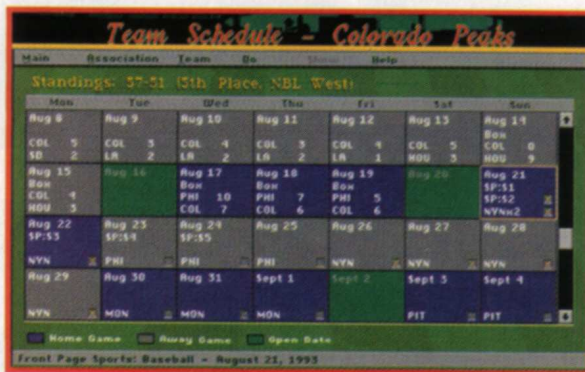 Team Schedule - Colorado Peaks
Main Association Team Do Help
Standings: 57-51 (5th Place, NBL West)
Mon Tue Wed Thu Fri Sat Sun
Aug 8 Aug 9 Aug 10 Aug 11 Aug 12 Aug 13 Aug 14
Box
COL 5 COL 3 COL 4 COL 3 COL 4 COL 5 COL 0
SD 2 LA 2 LA 2 LA 2 LA 1 HOU 3 HOU 9
Aug 15 Aug 16 Aug 17 Aug 18 Aug 19 Aug 20 Aug 21
Box Box Box SP:S1
COL 4 PHI 10 PHI 7 PHI 5 SP:S2
HOU 3 COL 7 COL 6 COL 6 NYNx2
Aug 22 Aug 23 Aug 24 Aug 25 Aug 26 Aug 27 Aug 28
SP:S3 SP:S4 SP:S5
NYN PHI PHI PHI NYN NYN NYN
Aug 29 Aug 30 Aug 31 Sept 1 Sept 2 Sept 3 Sept 4
NYN MON MON MON PIT PIT
Home Game Away Game Open Date
Front Page Sports: Baseball - August 21, 1993